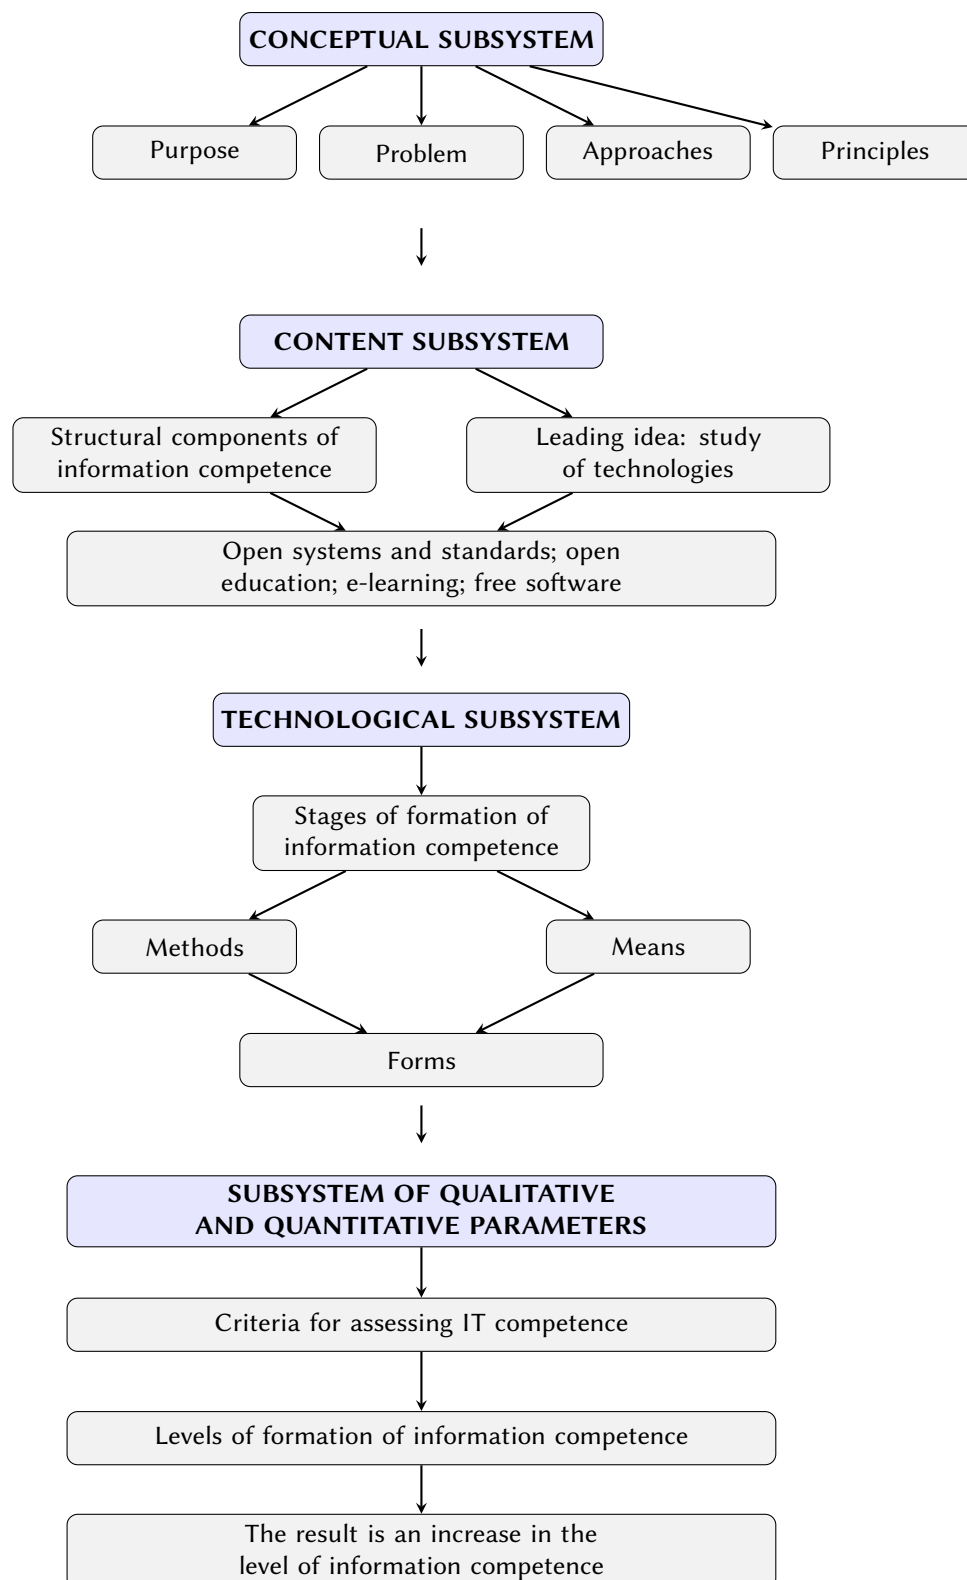 CONCEPTUAL SUBSYSTEM
Purpose
Problem
Approaches
Principles
CONTENT SUBSYSTEM
Structural components of
information competence
Leading idea: study
of technologies
Open systems and standards; open
education; e-learning; free software
TECHNOLOGICAL SUBSYSTEM
Stages of formation of
information competence
Methods
Means
Forms
SUBSYSTEM OF QUALITATIVE
AND QUANTITATIVE PARAMETERS
Criteria for assessing IT competence
Levels of formation of information competence
The result is an increase in the
level of information competence